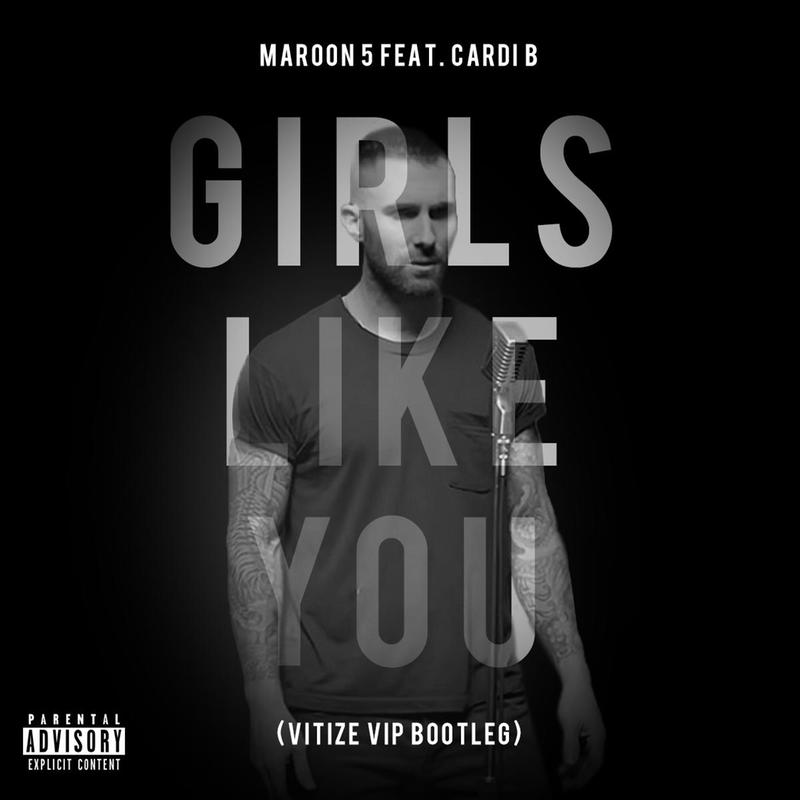 MAROON 5 FEAT. CARDI B
GIRLS
LIKE
YOU
(VITIZE VIP BOOTLEG)
PARENTAL
ADVISORY
EXPLICIT CONTENT